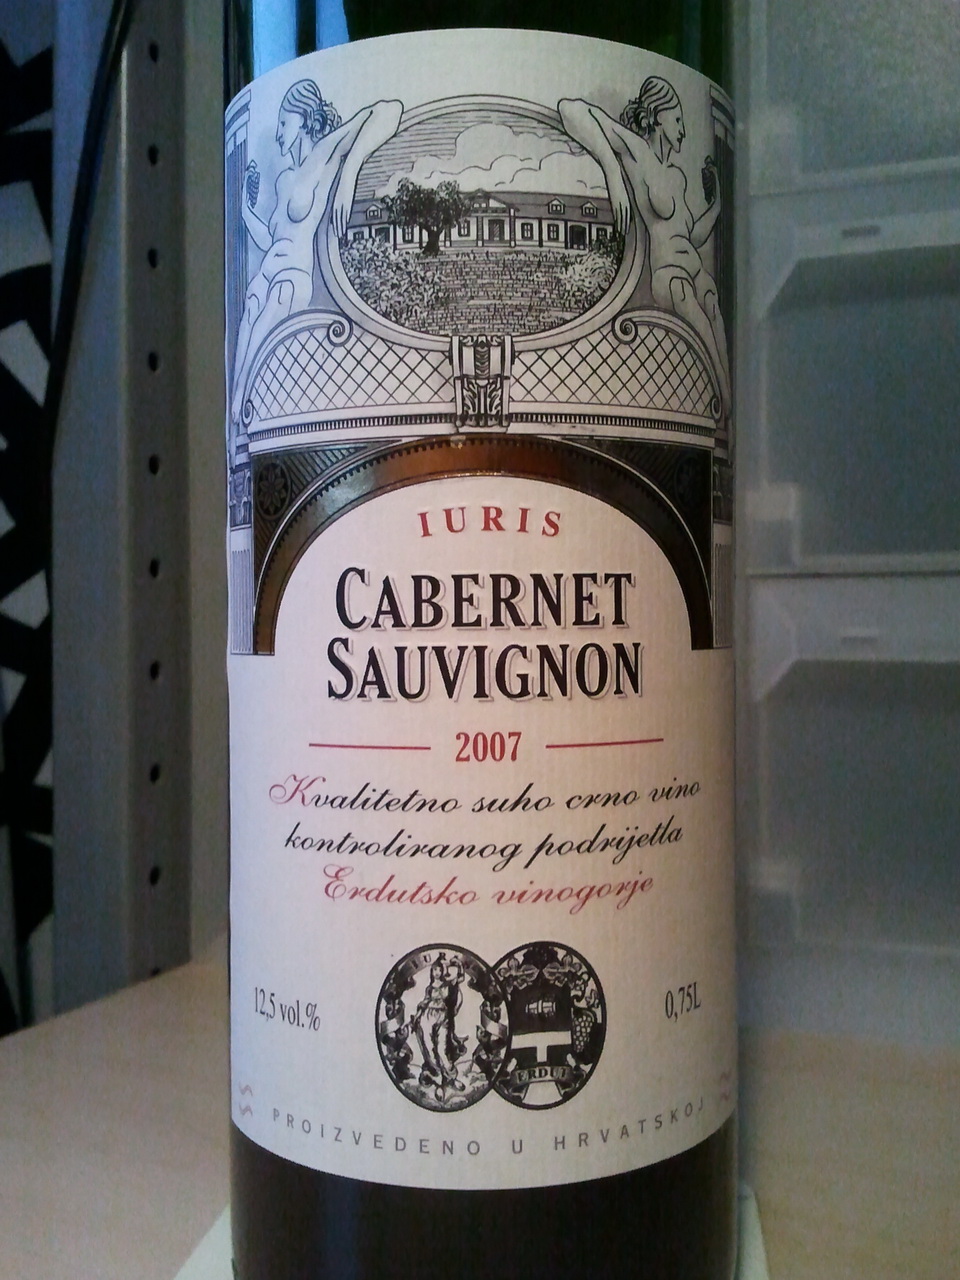 IURIS
CABERNET
SAUVIGNON
2007
Kvalitetno suho crno vino
kontroliranog podrijetla
Erdutsko vinogorje
12,5 vol.%
0,75L
ERDUT
PROIZVEDENO U HRVATSKOJ